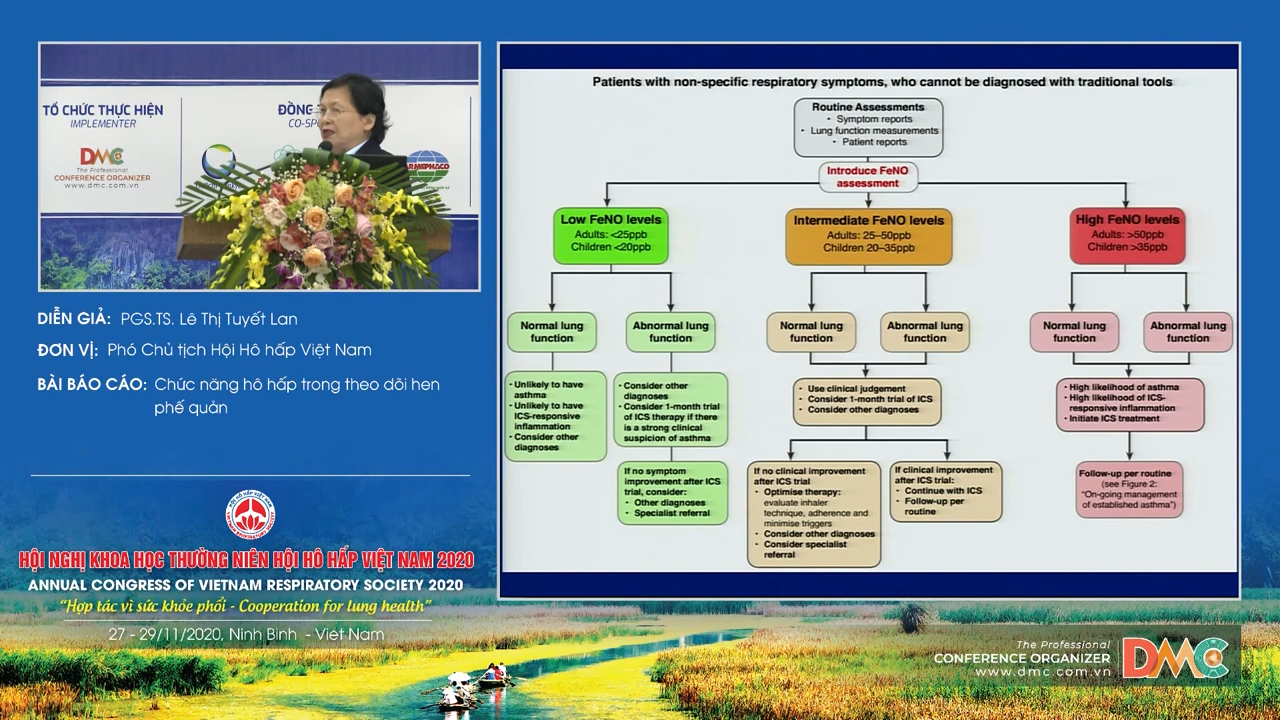 TỔ CHỨC THỰC HIỆN
IMPLEMENTER
DMC
The Professional
CONFERENCE ORGANIZER
www.dmc.com.vn
ĐỒNG
CO-SP
DIỄN GIẢ: PGS.TS. Lê Thị Tuyết Lan
ĐƠN VỊ: Phó Chủ tịch Hội Hô hấp Việt Nam
BÀI BÁO CÁO: Chức năng hô hấp trong theo dõi hen
phế quản
HỘI NGHỊ KHOA HỌC THƯỜNG NIÊN HỘI HÔ HẤP VIỆT NAM 2020
ANNUAL CONGRESS OF VIETNAM RESPIRATORY SOCIETY 2020
“Hợp tác vì sức khỏe phổi - Cooperation for lung health”
27 - 29/11/2020, Ninh Bình - Viet Nam
Patients with non-specific respiratory symptoms, who cannot be diagnosed with traditional tools
Routine Assessments
• Symptom reports
• Lung function measurements
• Patient reports
Introduce FeNO
assessment
Low FeNO levels
Adults: <25ppb
Children <20ppb
Intermediate FeNO levels
Adults: 25–50ppb
Children 20–35ppb
High FeNO levels
Adults: >50ppb
Children >35ppb
Normal lung
function
Abnormal lung
function
Normal lung
function
Abnormal lung
function
Normal lung
function
Abnormal lung
function
• Unlikely to have
asthma
• Unlikely to have
ICS-responsive
inflammation
• Consider other
diagnoses
• Consider other
diagnoses
• Consider 1-month trial
of ICS therapy if there
is a strong clinical
suspicion of asthma
If no symptom
improvement after ICS
trial, consider:
• Other diagnoses
• Specialist referral
• Use clinical judgement
• Consider 1-month trial of ICS
• Consider other diagnoses
If no clinical improvement
after ICS trial
• Optimise therapy:
evaluate inhaler
technique, adherence and
minimise triggers
• Consider other diagnoses
• Consider specialist
referral
If clinical improvement
after ICS trial:
• Continue with ICS
• Follow-up per
routine
• High likelihood of asthma
• High likelihood of ICS-
responsive inflammation
• Initiate ICS treatment
Follow-up per routine
(see Figure 2:
“On-going management
of established asthma”)
The Professional
CONFERENCE ORGANIZER
www.dmc.com.vn
DMC